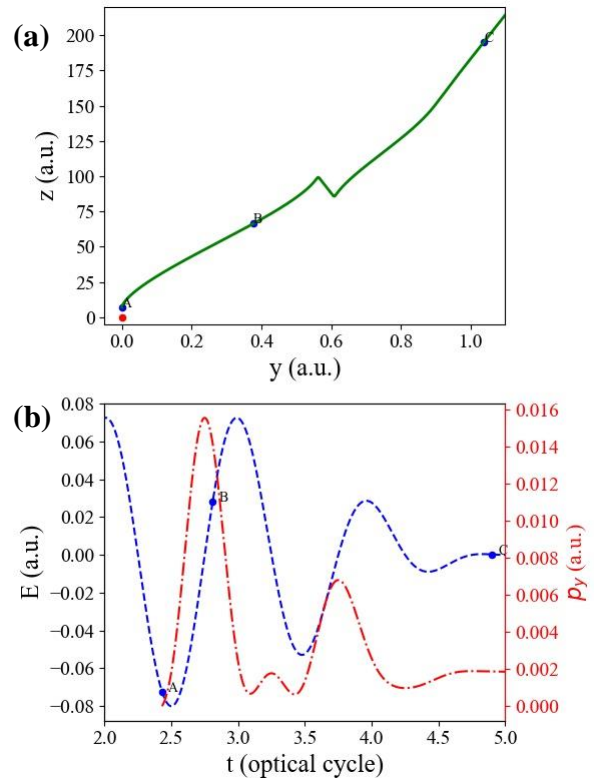 (a)
200
175
150
125
100
75
50
25
0
z (a.u.)
A
B
C
0.0 0.2 0.4 0.6 0.8 1.0
y (a.u.)
(b)
0.08
0.06
0.04
0.02
0.00
−0.02
−0.04
−0.06
−0.08
E (a.u.)
A
B
C
0.016
0.014
0.012
0.010
0.008
0.006
0.004
0.002
0.000
p_y (a.u.)
2.0 2.5 3.0 3.5 4.0 4.5 5.0
t (optical cycle)